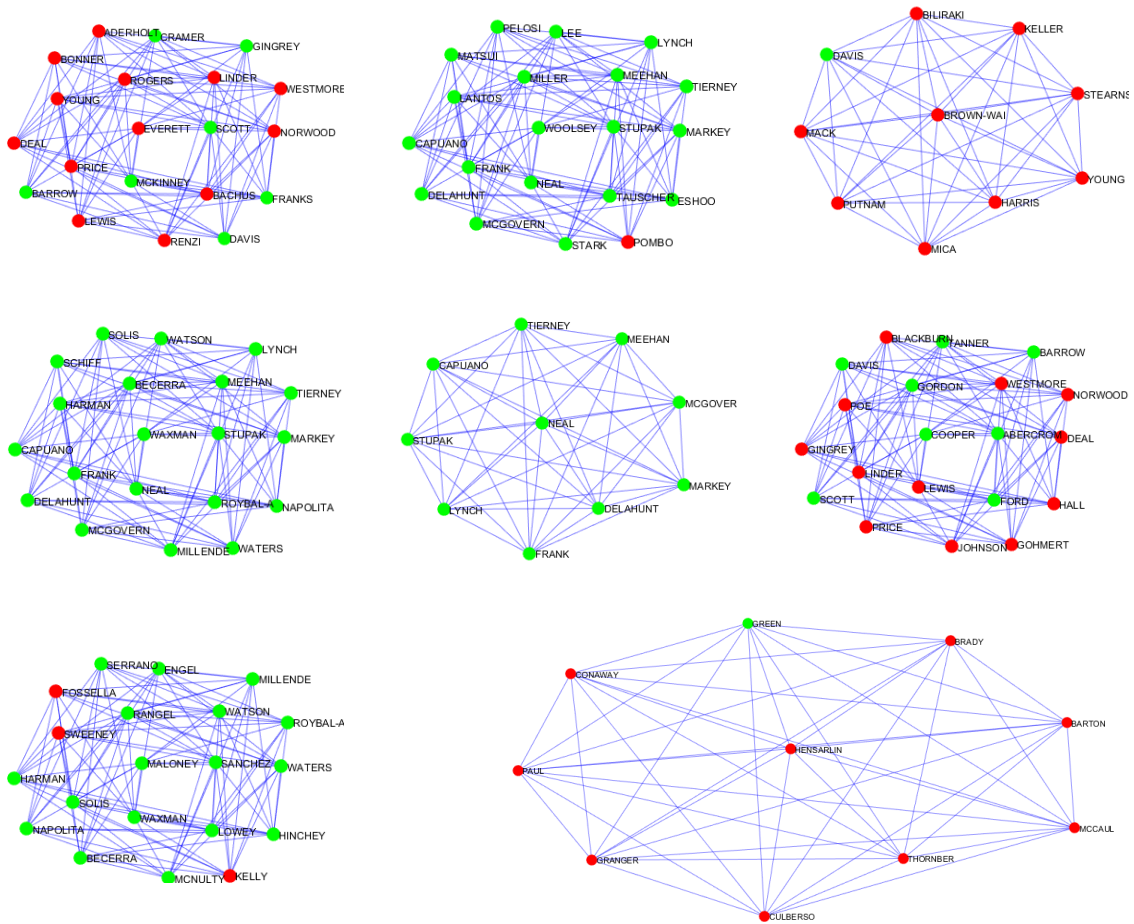 ADERHOLT
CRAMER
GINGREY
BONNER
ROGERS
LINDER
WESTMORE
YOUNG
EVERETT
SCOTT
NORWOOD
DEAL
PRICE
MCKINNEY
BARROW
BACHUS
FRANKS
LEWIS
RENZI
DAVIS
PELOSI
LEE
LYNCH
MATSUI
MILLER
MEEHAN
TIERNEY
LANTOS
WOOLSEY
STUPAK
MARKEY
CAPUANO
FRANK
NEAL
DELAHUNT
TAUSCHER
ESHOO
MCGOVERN
STARK
POMBO
BILIRAKI
KELLER
DAVIS
STEARNS
BROWN-WAI
MACK
YOUNG
PUTNAM
HARRIS
MICA
SOLIS
WATSON
LYNCH
SCHIFF
BECERRA
MEEHAN
TIERNEY
HARMAN
WAXMAN
STUPAK
MARKEY
CAPUANO
FRANK
NEAL
DELAHUNT
ROYBAL-A
NAPOLITA
MCGOVERN
MILLENDE
WATERS
TIERNEY
MEEHAN
CAPUANO
MCGOVER
NEAL
STUPAK
MARKEY
LYNCH
DELAHUNT
FRANK
BLACKBURN
TANNER
BARROW
DAVIS
GORDON
WESTMORE
NORWOOD
POE
COOPER
ABERCROM
DEAL
GINGREY
LINDER
LEWIS
SCOTT
FORD
HALL
PRICE
JOHNSON
GOHMERT
SERRANO
ENGEL
MILLENDE
FOSSELLA
RANGEL
WATSON
ROYBAL-A
SWEENEY
MALONEY
SANCHEZ
WATERS
HARMAN
SOLIS
WAXMAN
NAPOLITA
LOWEY
HINCHEY
BECERRA
MCNULTY
KELLY
GREEN
BRADY
CONAWAY
BARTON
HENSARLIN
PAUL
MCCAUL
GRANGER
THORNBER
CULBERSO